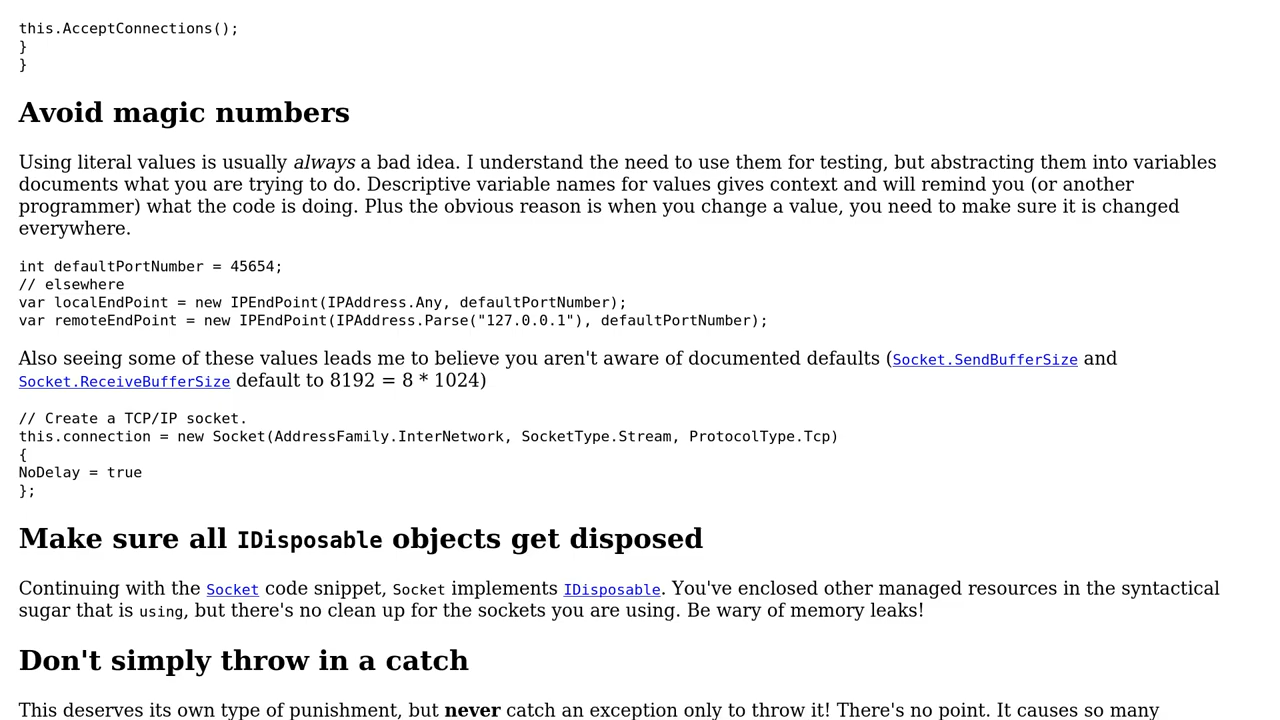 this.AcceptConnections();
}
}
Avoid magic numbers
Using literal values is usually always a bad idea. I understand the need to use them for testing, but abstracting them into variables
documents what you are trying to do. Descriptive variable names for values gives context and will remind you (or another
programmer) what the code is doing. Plus the obvious reason is when you change a value, you need to make sure it is changed
everywhere.
int defaultPortNumber = 45654;
// elsewhere
var localEndPoint = new IPEndPoint(IPAddress.Any, defaultPortNumber);
var remoteEndPoint = new IPEndPoint(IPAddress.Parse("127.0.0.1"), defaultPortNumber);
Also seeing some of these values leads me to believe you aren't aware of documented defaults (Socket.SendBufferSize and
Socket.ReceiveBufferSize default to 8192 = 8 * 1024)
// Create a TCP/IP socket.
this.connection = new Socket(AddressFamily.InterNetwork, SocketType.Stream, ProtocolType.Tcp)
{
NoDelay = true
};
Make sure all IDisposable objects get disposed
Continuing with the Socket code snippet, Socket implements IDisposable. You've enclosed other managed resources in the syntactical
sugar that is using, but there's no clean up for the sockets you are using. Be wary of memory leaks!
Don't simply throw in a catch
This deserves its own type of punishment, but never catch an exception only to throw it! There's no point. It causes so many